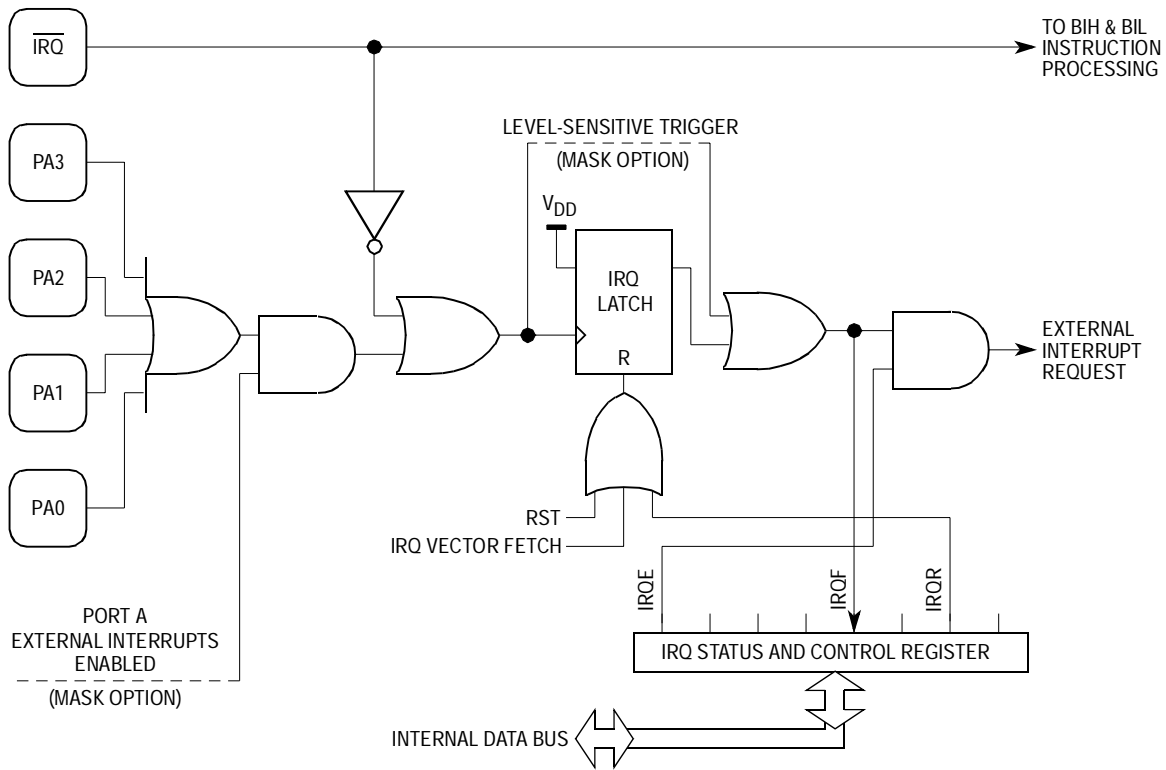 IRQ
TO BIH & BIL
INSTRUCTION
PROCESSING
PA3
LEVEL-SENSITIVE TRIGGER
(MASK OPTION)
VDD
PA2
IRQ
LATCH
R
EXTERNAL
INTERRUPT
REQUEST
PA1
PA0
RST
IRQ VECTOR FETCH
IRQE
IRQF
IRQR
PORT A
EXTERNAL INTERRUPTS
ENABLED
(MASK OPTION)
IRQ STATUS AND CONTROL REGISTER
INTERNAL DATA BUS